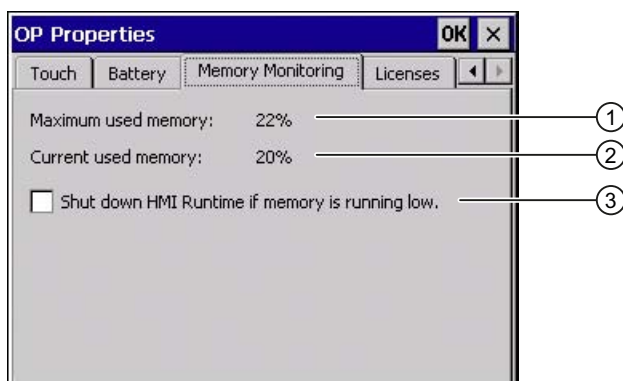 OP Properties OK ×
Touch Battery Memory Monitoring Licenses
Maximum used memory: 22% 1
Current used memory: 20% 2
Shut down HMI Runtime if memory is running low. 3